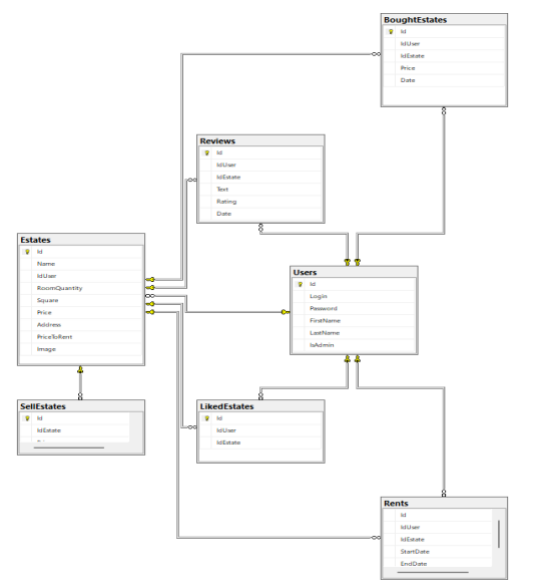 BoughtEstates
Id
IdUser
IdEstate
Price
Date
Reviews
Id
IdUser
IdEstate
Text
Rating
Date
Estates
Id
Name
IdUser
RoomQuantity
Square
Price
Address
PriceToRent
Image
Users
Id
Login
Password
FirstName
LastName
IsAdmin
SellEstates
Id
IdEstate
LikedEstates
Id
IdUser
IdEstate
Rents
Id
IdUser
IdEstate
StartDate
EndDate